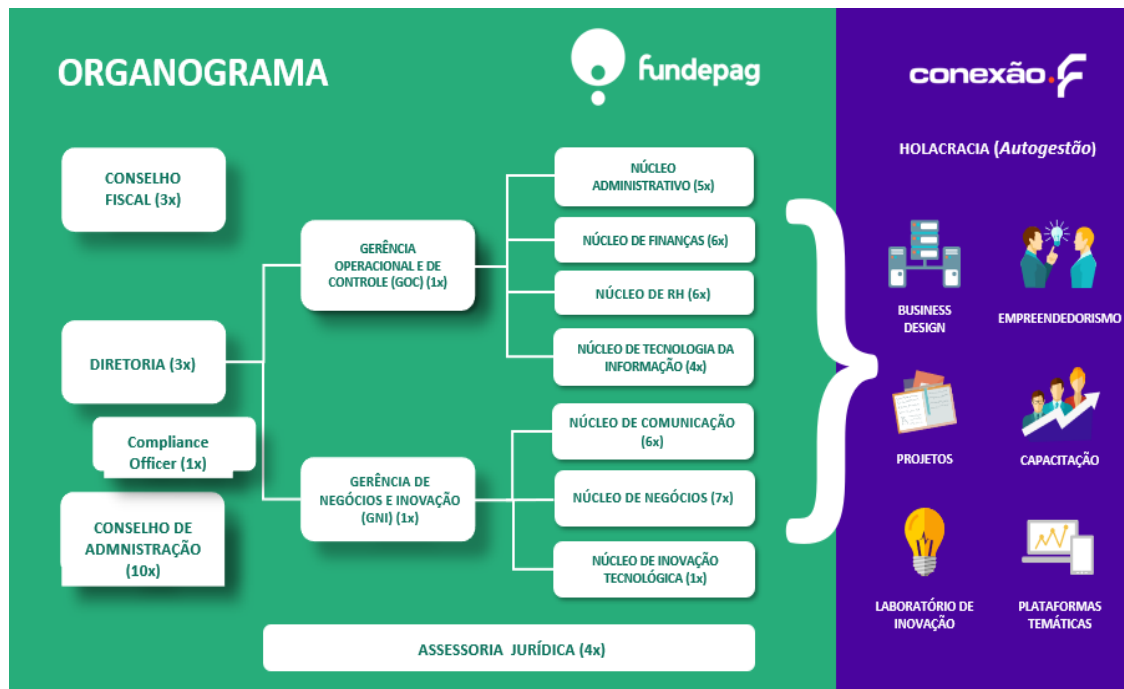 ORGANOGRAMA
fundepag
CONSELHO
FISCAL (3x)
DIRETORIA (3x)
Compliance
Officer (1x)
CONSELHO DE
ADMNISTRAÇÃO
(10x)
GERÊNCIA
OPERACIONAL E DE
CONTROLE (GOC) (1x)
GERÊNCIA DE
NEGÓCIOS E INOVAÇÃO
(GNI) (1x)
NÚCLEO
ADMINISTRATIVO (5x)
NÚCLEO DE FINANÇAS (6x)
NÚCLEO DE RH (6x)
NÚCLEO DE TECNOLOGIA DA
INFORMAÇÃO (4x)
NÚCLEO DE COMUNICAÇÃO
(6x)
NÚCLEO DE NEGÓCIOS (7x)
NÚCLEO DE INOVAÇÃO
TECNOLÓGICA (1x)
ASSESSORIA JURÍDICA (4x)
conexão.F
HOLACRACIA (Autogestão)
BUSINESS
DESIGN
EMPREENDEDORISMO
PROJETOS
CAPACITAÇÃO
LABORATÓRIO DE
INOVAÇÃO
PLATAFORMAS
TEMÁTICAS